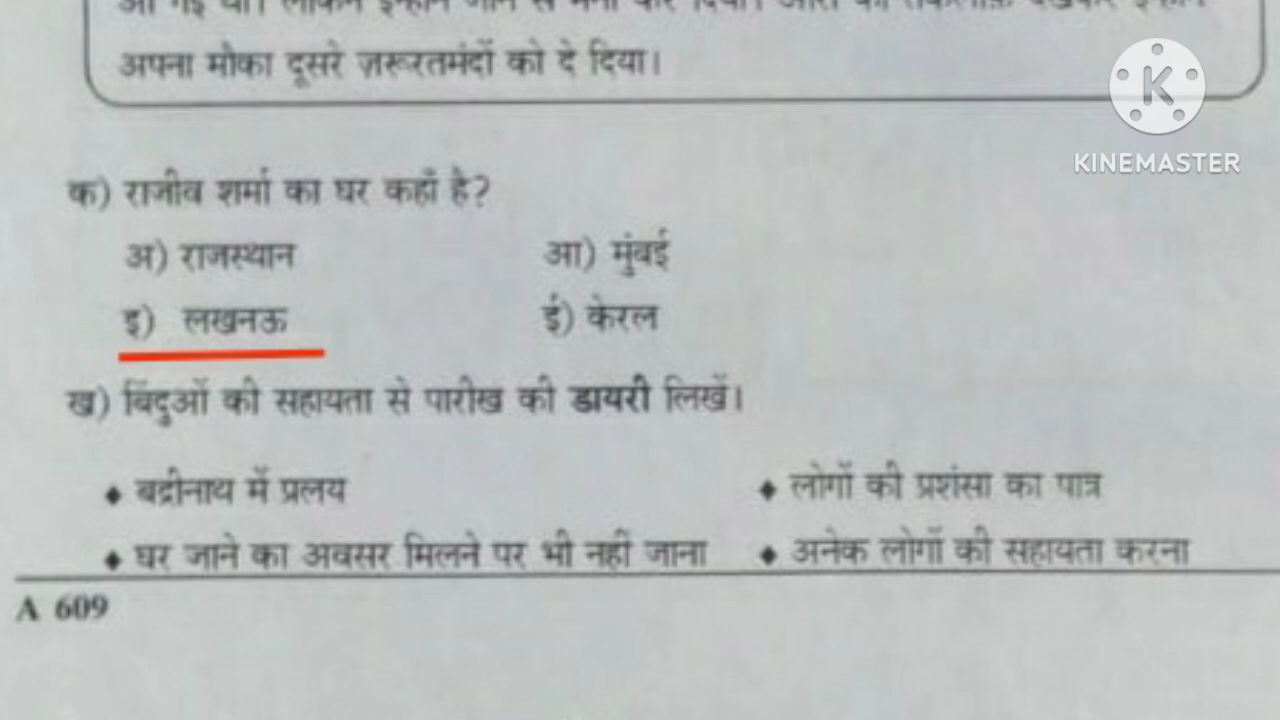 अपना मौका दूसरे ज़रूरतमंदों को दे दिया।
K
KINEMASTER
क) राजीव शर्मा का घर कहाँ है?
अ) राजस्थान आ) मुंबई
इ) लखनऊ ई) केरल
ख) बिंदुओं की सहायता से पारीख की डायरी लिखें।
♦ बद्रीनाथ में प्रलय ♦ लोगों की प्रशंसा का पात्र
♦ घर जाने का अवसर मिलने पर भी नहीं जाना ♦ अनेक लोगों की सहायता करना
A 609